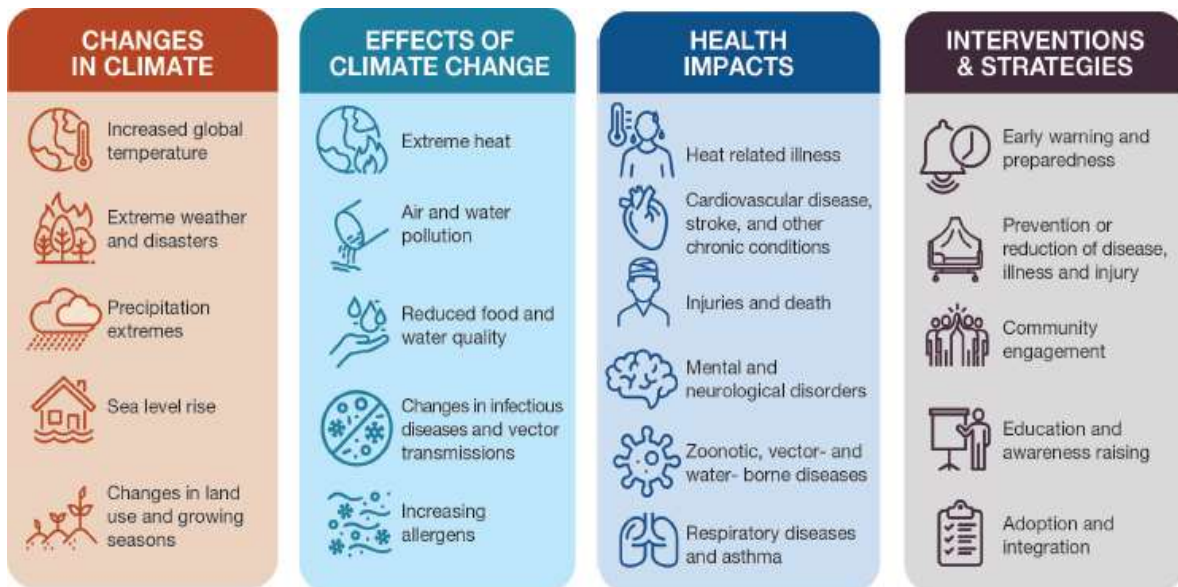 CHANGES
IN CLIMATE
Increased global
temperature
Extreme weather
and disasters
Precipitation
extremes
Sea level rise
Changes in land
use and growing
seasons
EFFECTS OF
CLIMATE CHANGE
Extreme heat
Air and water
pollution
Reduced food and
water quality
Changes in infectious
diseases and vector
transmissions
Increasing
allergens
HEALTH
IMPACTS
Heat related illness
Cardiovascular disease,
stroke, and other
chronic conditions
Injuries and death
Mental and
neurological disorders
Zoonotic, vector- and
water- borne diseases
Respiratory diseases
and asthma
INTERVENTIONS
& STRATEGIES
Early warning and
preparedness
Prevention or
reduction of disease,
illness and injury
Community
engagement
Education and
awareness raising
Adoption and
integration